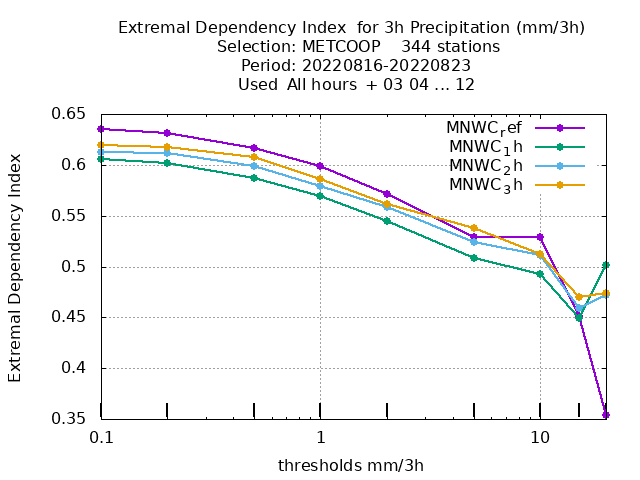 Extremal Dependency Index  for 3h Precipitation (mm/3h)
Selection: METCOOP    344 stations
Period: 20220816-20220823
Used  All hours  + 03 04 ... 12
MNWC_ref
MNWC_1h
MNWC_2h
MNWC_3h
Extremal Dependency Index
0.65
0.6
0.55
0.5
0.45
0.4
0.35
0.1 1 10
thresholds mm/3h